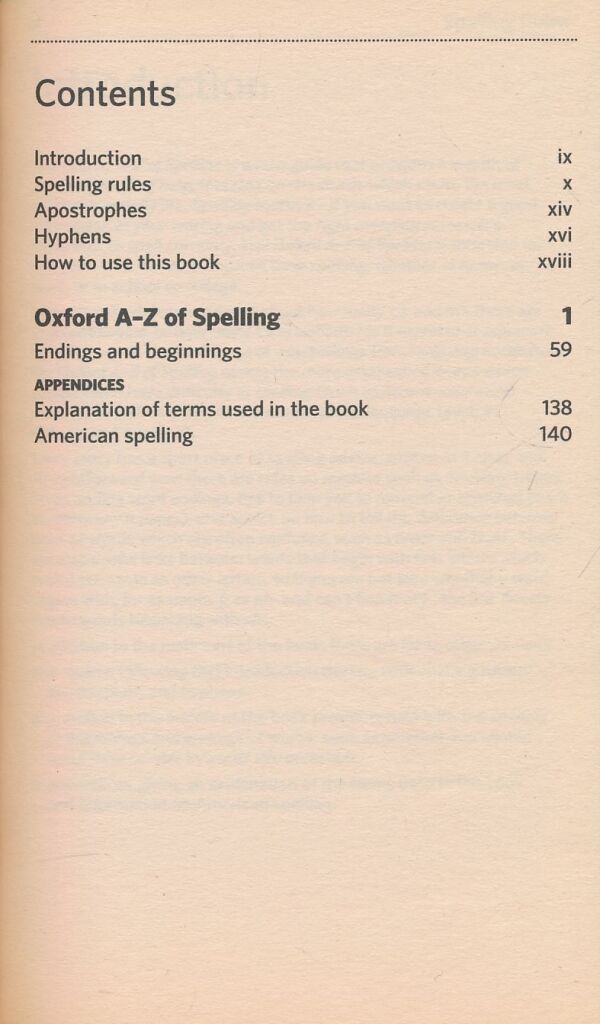 Contents
Introduction ix
Spelling rules x
Apostrophes xiv
Hyphens xvi
How to use this book xviii
Oxford A–Z of Spelling 1
Endings and beginnings 59
APPENDICES
Explanation of terms used in the book 138
American spelling 140